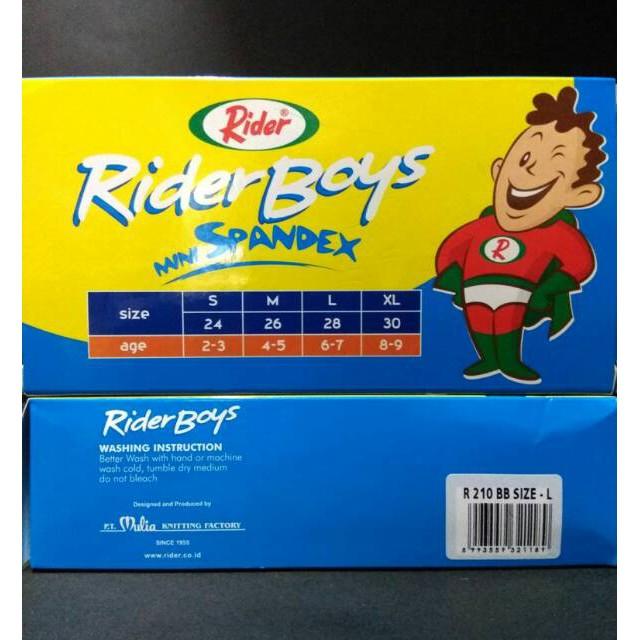 Rider
Rider Boys
MINI SPANDEX
size S M L XL
24 26 28 30
age 2-3 4-5 6-7 8-9
R
Rider Boys
WASHING INSTRUCTION
Better Wash with hand or machine
wash cold, tumble dry medium
do not bleach
Designed and Produced by
P.T. Mulia KNITTING FACTORY
SINCE 1955
www.rider.co.id
R 210 BB SIZE - L